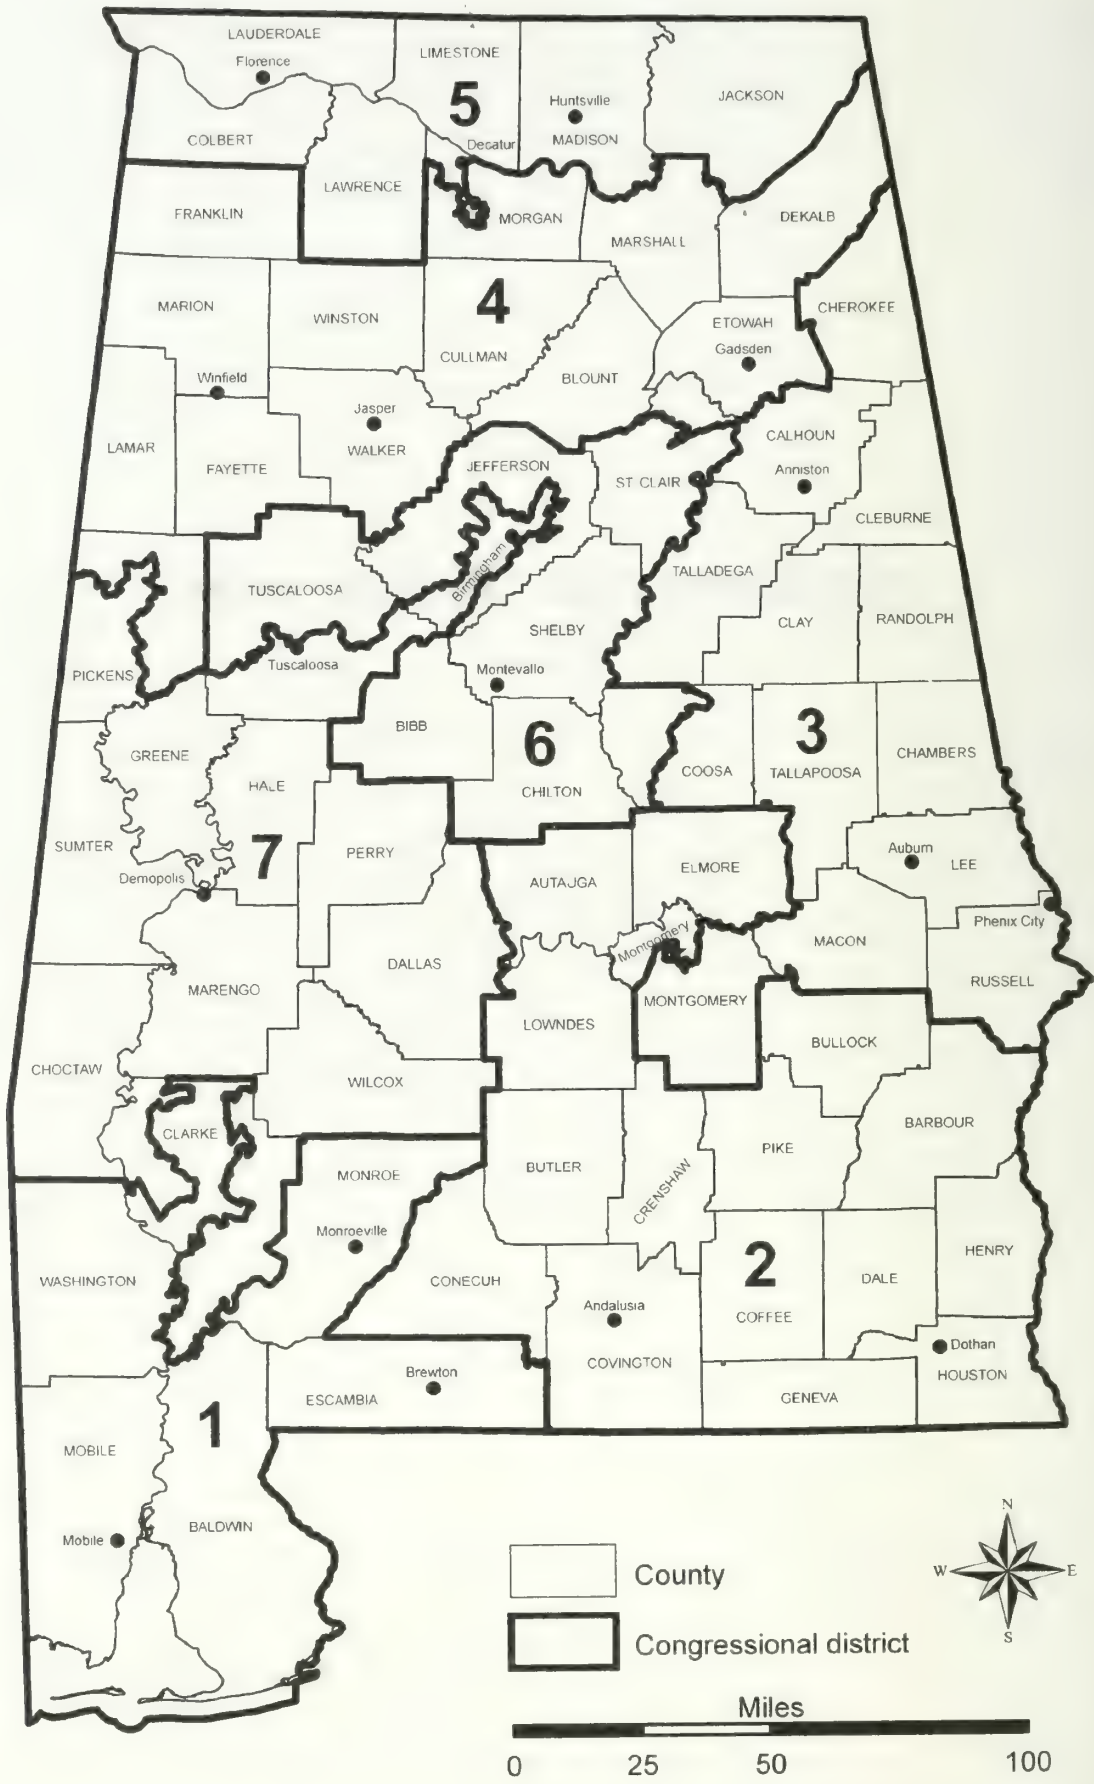 LAUDERDALE
Florence
LIMESTONE
5
Huntsville
MADISON
JACKSON
COLBERT
Decatur
LAWRENCE
FRANKLIN
MORGAN
DEKALB
MARSHALL
MARION
WINSTON
4
CULLMAN
CHEROKEE
ETOWAH
Gadsden
Winfield
BLOUNT
Jasper
WALKER
LAMAR
FAYETTE
JEFFERSON
CALHOUN
Anniston
ST CLAIR
CLEBURNE
Birmingham
TALLADEGA
TUSCALOOSA
CLAY
RANDOLPH
SHELBY
Tuscaloosa
Montevallo
PICKENS
BIBB
6
3
GREENE
CHAMBERS
COOSA
TALLAPOOSA
HALE
CHILTON
SUMTER
7
PERRY
Auburn
LEE
ELMORE
Demopolis
AUTAUGA
Phenix City
Montgomery
MACON
DALLAS
RUSSELL
MARENGO
MONTGOMERY
LOWNDES
BULLOCK
CHOCTAW
WILCOX
BARBOUR
CLARKE
PIKE
BUTLER
MONROE
CRENSHAW
Monroeville
HENRY
WASHINGTON
CONECUH
2
DALE
Andalusia
COFFEE
Dothan
HOUSTON
COVINGTON
Brewton
ESCAMBIA
GENEVA
1
MOBILE
BALDWIN
Mobile
N
W
E
S
County
Congressional district
Miles
0 25 50 100